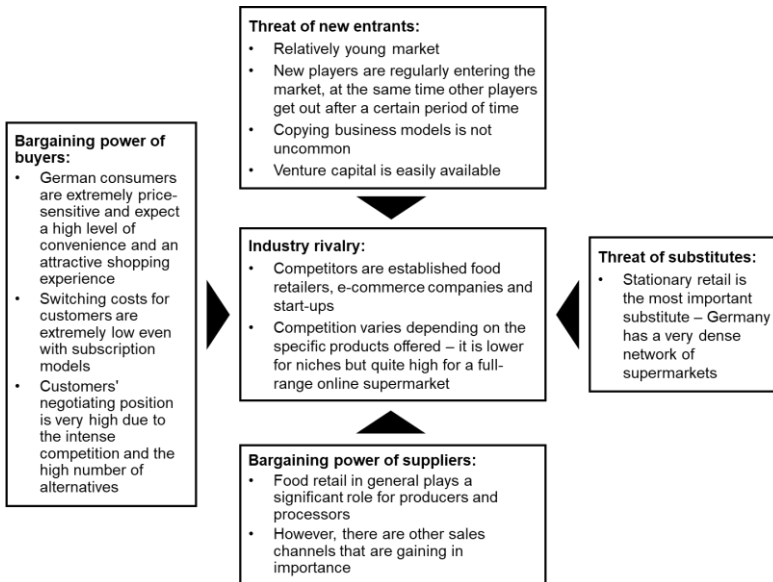 Threat of new entrants:
• Relatively young market
• New players are regularly entering the
market, at the same time other players
get out after a certain period of time
• Copying business models is not
uncommon
• Venture capital is easily available
Bargaining power of
buyers:
• German consumers
are extremely price-
sensitive and expect
a high level of
convenience and an
attractive shopping
experience
• Switching costs for
customers are
extremely low even
with subscription
models
• Customers'
negotiating position
is very high due to
the intense
competition and the
high number of
alternatives
Industry rivalry:
• Competitors are established food
retailers, e-commerce companies and
start-ups
• Competition varies depending on the
specific products offered – it is lower
for niches but quite high for a full-
range online supermarket
Threat of substitutes:
• Stationary retail is
the most important
substitute – Germany
has a very dense
network of
supermarkets
Bargaining power of suppliers:
• Food retail in general plays a
significant role for producers and
processors
• However, there are other sales
channels that are gaining in
importance